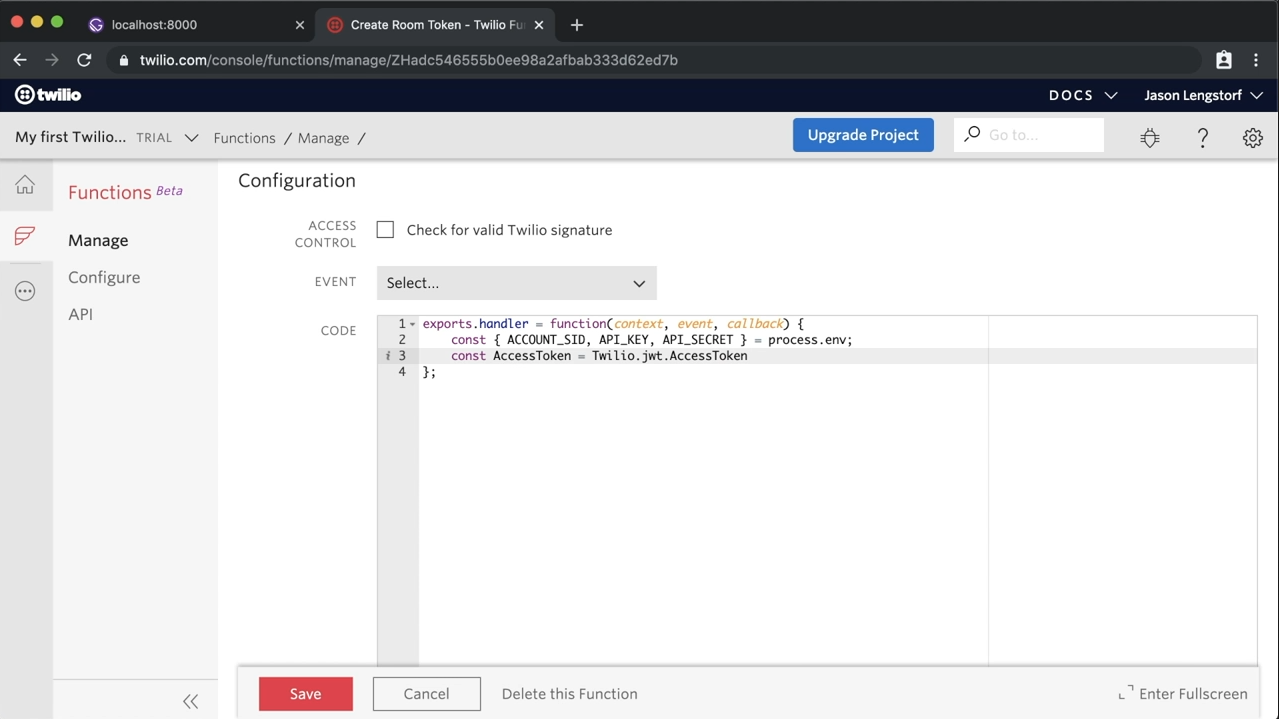 localhost:8000
Create Room Token - Twilio Fu
twilio.com/console/functions/manage/ZHadc546555b0ee98a2afbab333d62ed7b
twilio
DOCS
Jason Lengstorf
My first Twilio... TRIAL
Functions / Manage /
Upgrade Project
Go to...
Functions Beta
Manage
Configure
API
Configuration
ACCESS CONTROL
Check for valid Twilio signature
EVENT
Select...
CODE
1 exports.handler = function(context, event, callback) {
2 const { ACCOUNT_SID, API_KEY, API_SECRET } = process.env;
i 3 const AccessToken = Twilio.jwt.AccessToken
4 };
Save
Cancel
Delete this Function
Enter Fullscreen